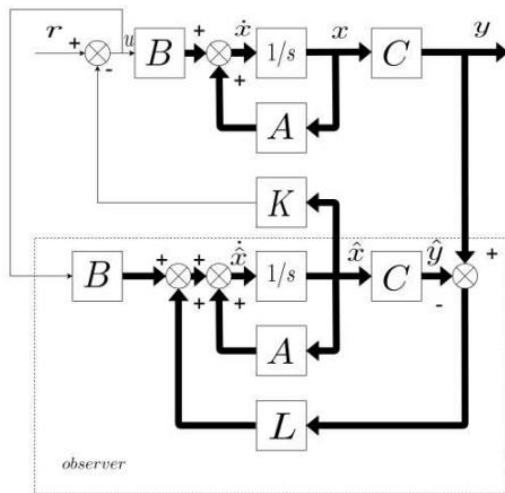 r + - u B + + ẋ 1/s x C y
A
K
B + + + + x̂̇ 1/s x̂ C ŷ + -
A
L
observer